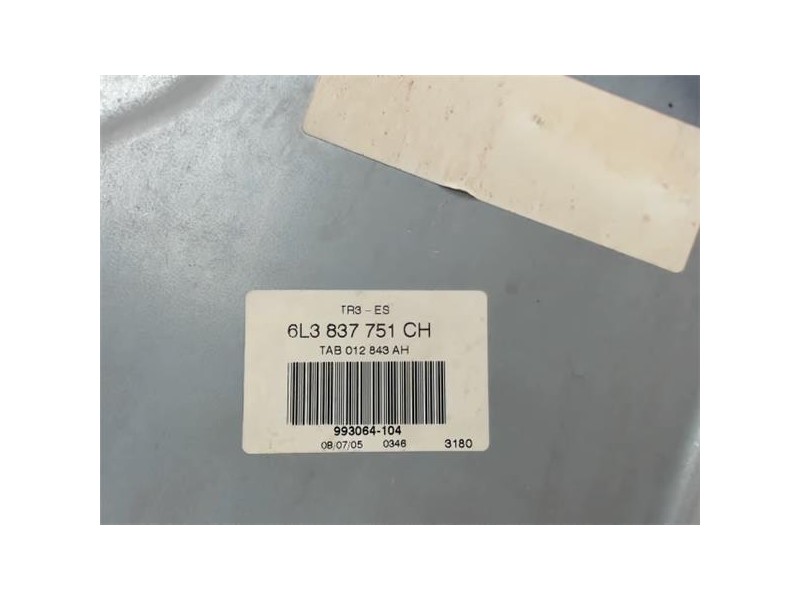 TR3 - ES
6L3 837 751 CH
TAB 012 843 AH
993064-104
08/07/05 0346 3180